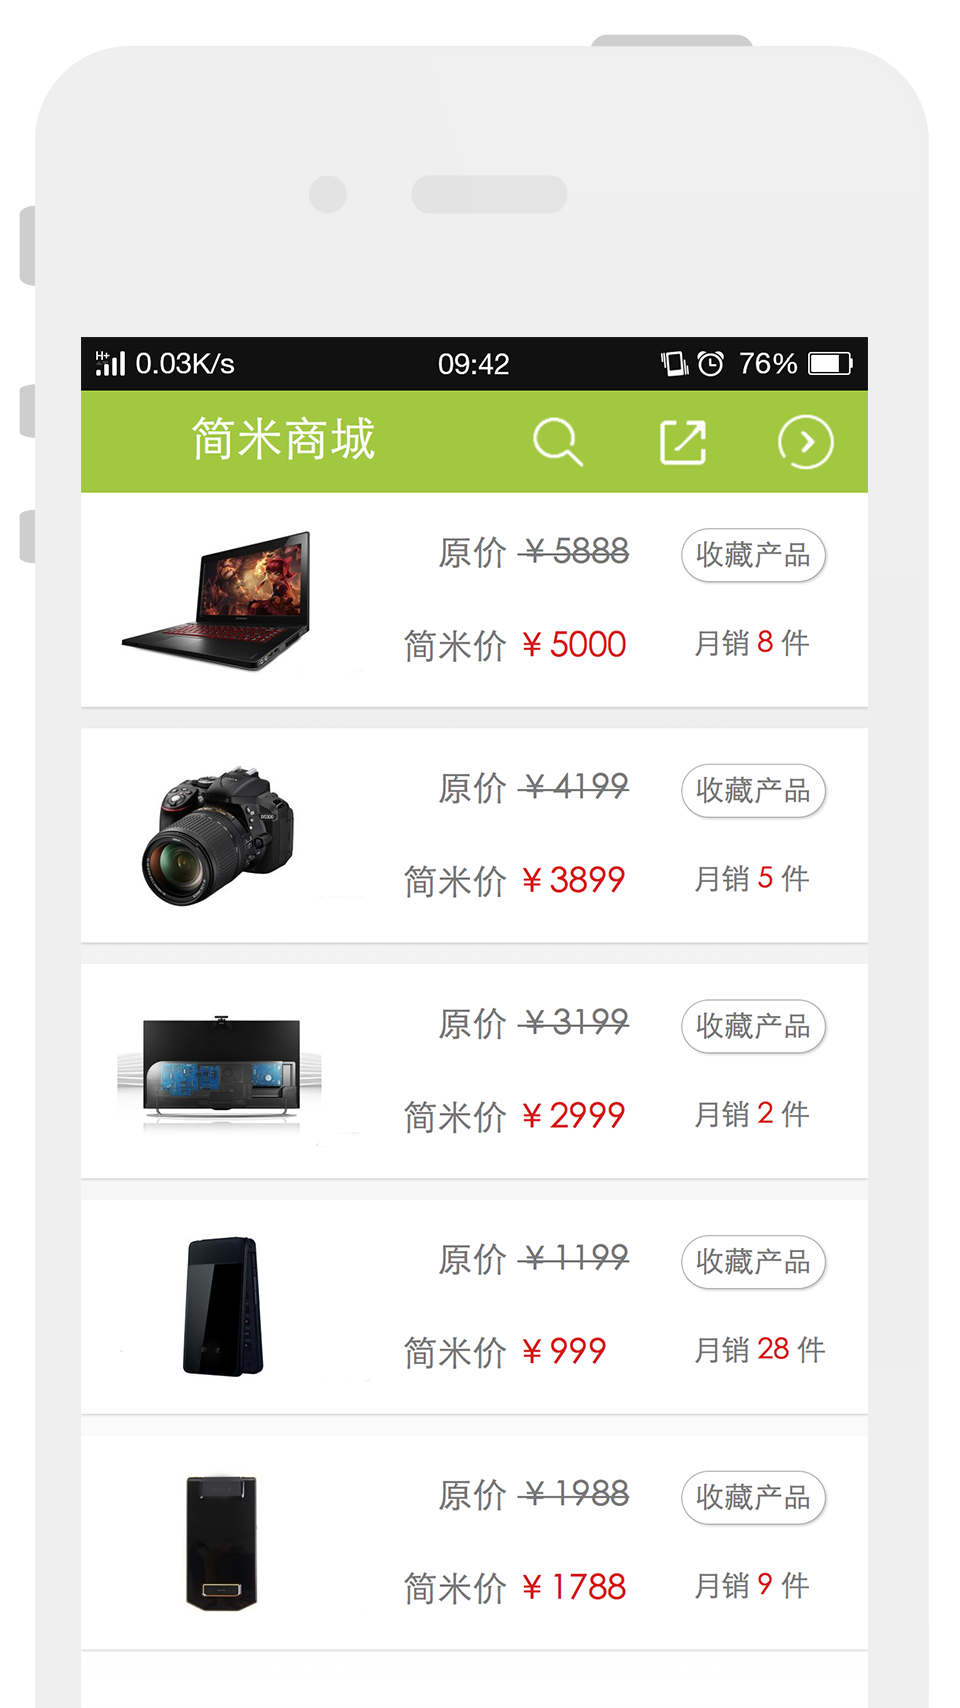 H+ 0.03K/s 09:42 76%
简米商城
原价 ¥5888 收藏产品
简米价 ¥5000 月销 8 件
原价 ¥4199 收藏产品
简米价 ¥3899 月销 5 件
原价 ¥3199 收藏产品
简米价 ¥2999 月销 2 件
原价 ¥1199 收藏产品
简米价 ¥999 月销 28 件
原价 ¥1988 收藏产品
简米价 ¥1788 月销 9 件